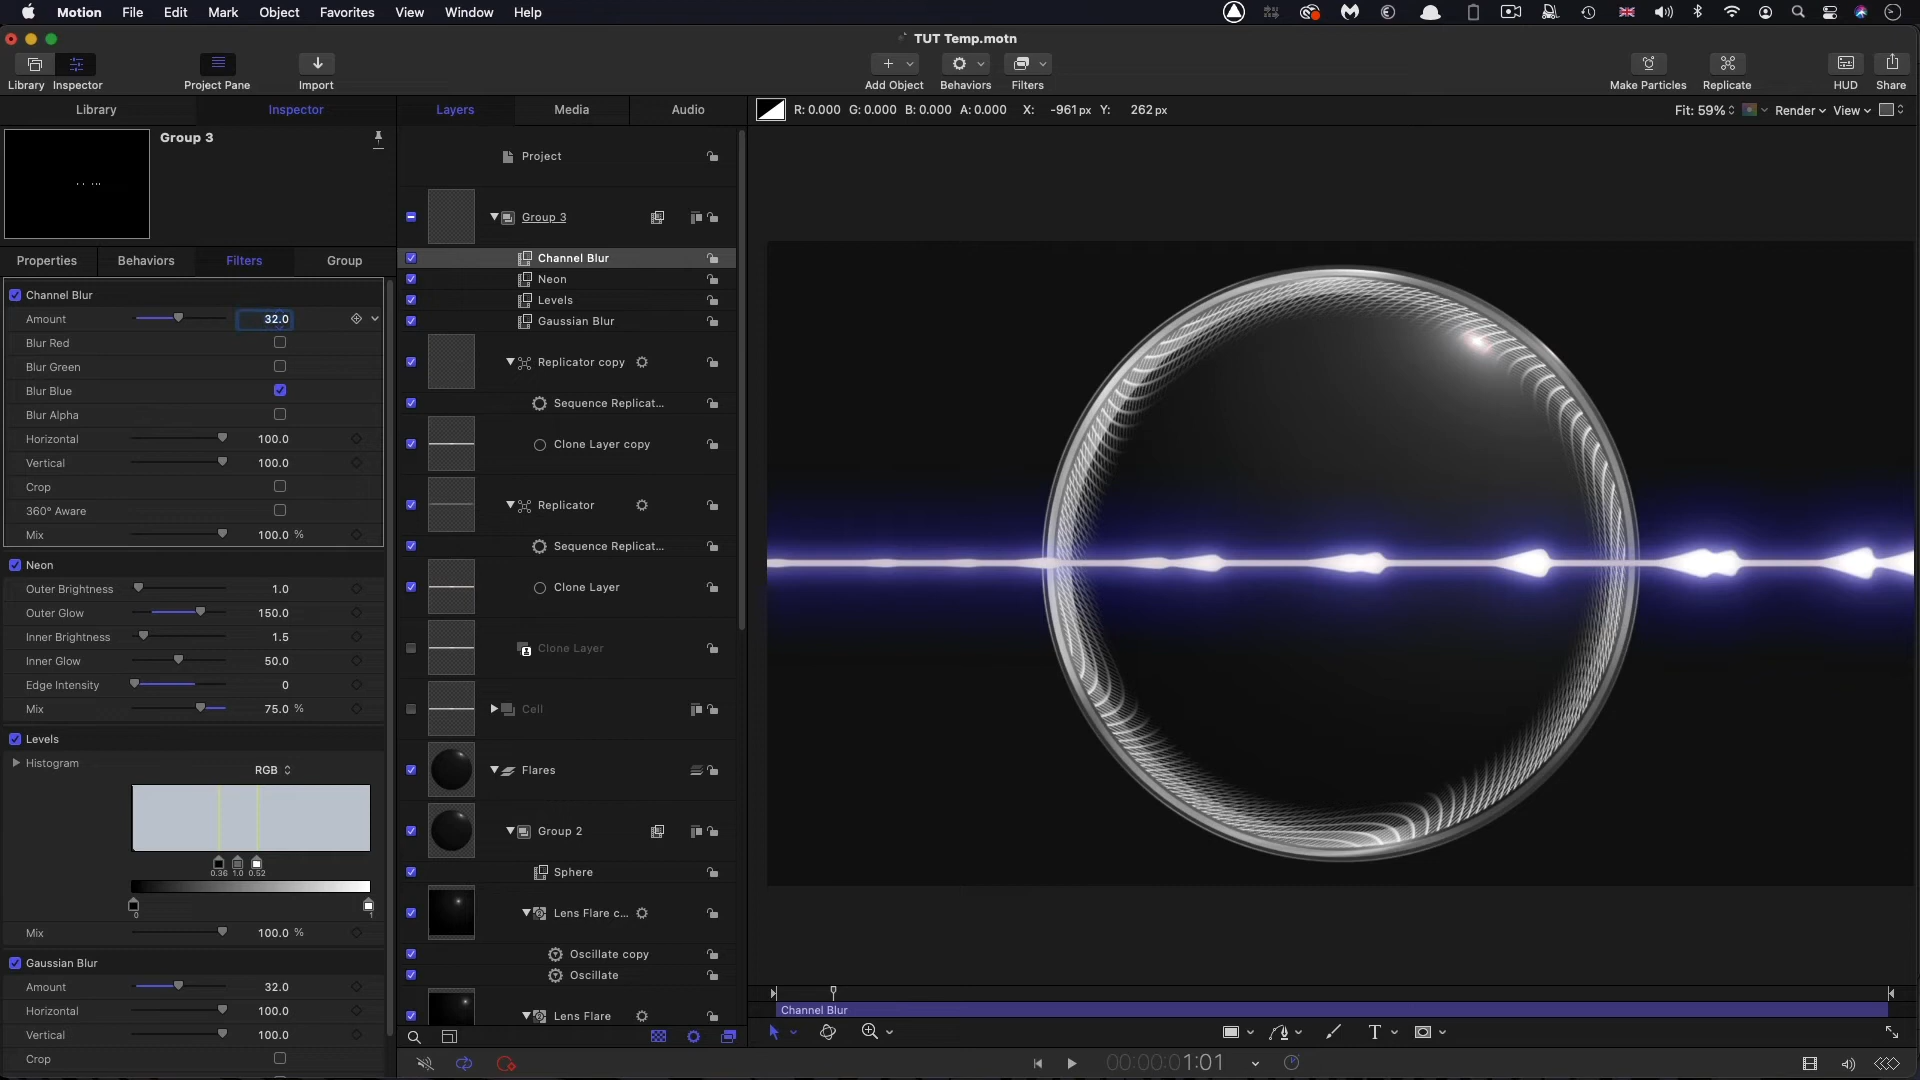 Motion File Edit Mark Object Favorites View Window Help
TUT Temp.motn
Library Inspector Project Pane Import Add Object Behaviors Filters Make Particles Replicate HUD Share
Library Inspector Layers Media Audio R: 0.000 G: 0.000 B: 0.000 A: 0.000 X: -961 px Y: 262 px Fit: 59% Render View
Group 3
Properties Behaviors Filters Group
Channel Blur
Amount 32.0
Blur Red
Blur Green
Blur Blue
Blur Alpha
Horizontal 100.0
Vertical 100.0
Crop
360° Aware
Mix 100.0 %
Neon
Outer Brightness 1.0
Outer Glow 150.0
Inner Brightness 1.5
Inner Glow 50.0
Edge Intensity 0
Mix 75.0 %
Levels
Histogram
RGB
0.36 1.0 0.52
0 1
Mix 100.0 %
Gaussian Blur
Amount 32.0
Horizontal 100.0
Vertical 100.0
Crop
Project
Group 3
Channel Blur
Neon
Levels
Gaussian Blur
Replicator copy
Sequence Replicat...
Clone Layer copy
Replicator
Sequence Replicat...
Clone Layer
Clone Layer
Cell
Flares
Group 2
Sphere
Lens Flare c...
Oscillate copy
Oscillate
Lens Flare
Channel Blur
T
00:00:01:01